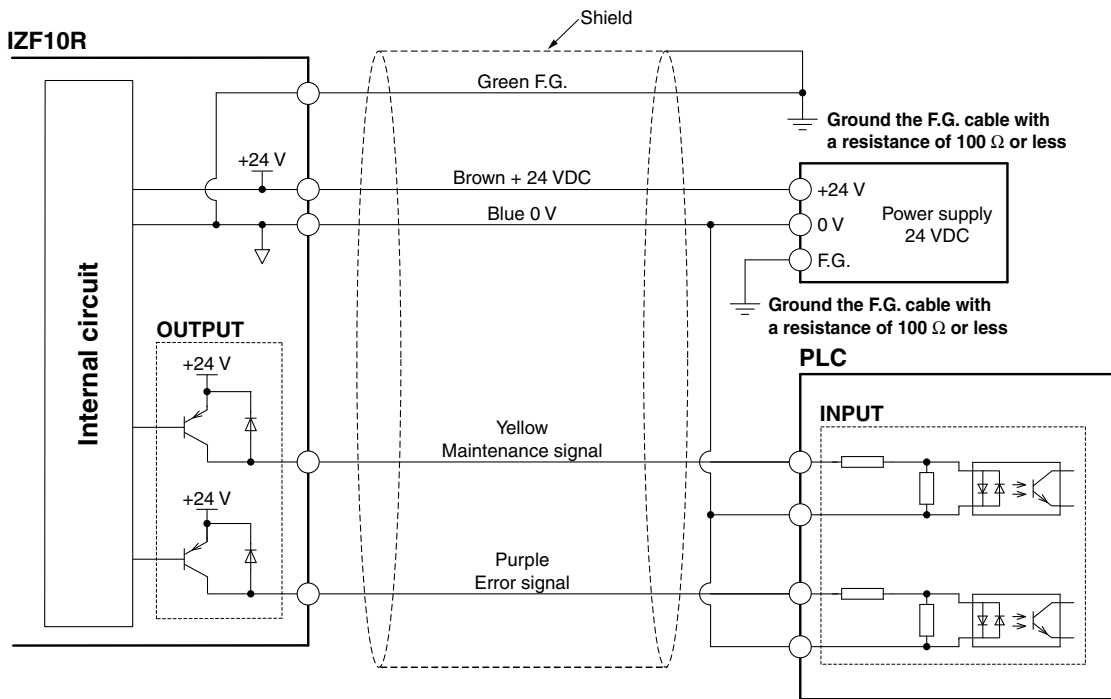 Shield
IZF10R
Green F.G.
Ground the F.G. cable with
a resistance of 100 Ω or less
+24 V
Brown + 24 VDC
+24 V
Blue 0 V
0 V
Power supply
24 VDC
F.G.
Ground the F.G. cable with
a resistance of 100 Ω or less
Internal circuit
OUTPUT
+24 V
PLC
INPUT
Yellow
Maintenance signal
+24 V
Purple
Error signal